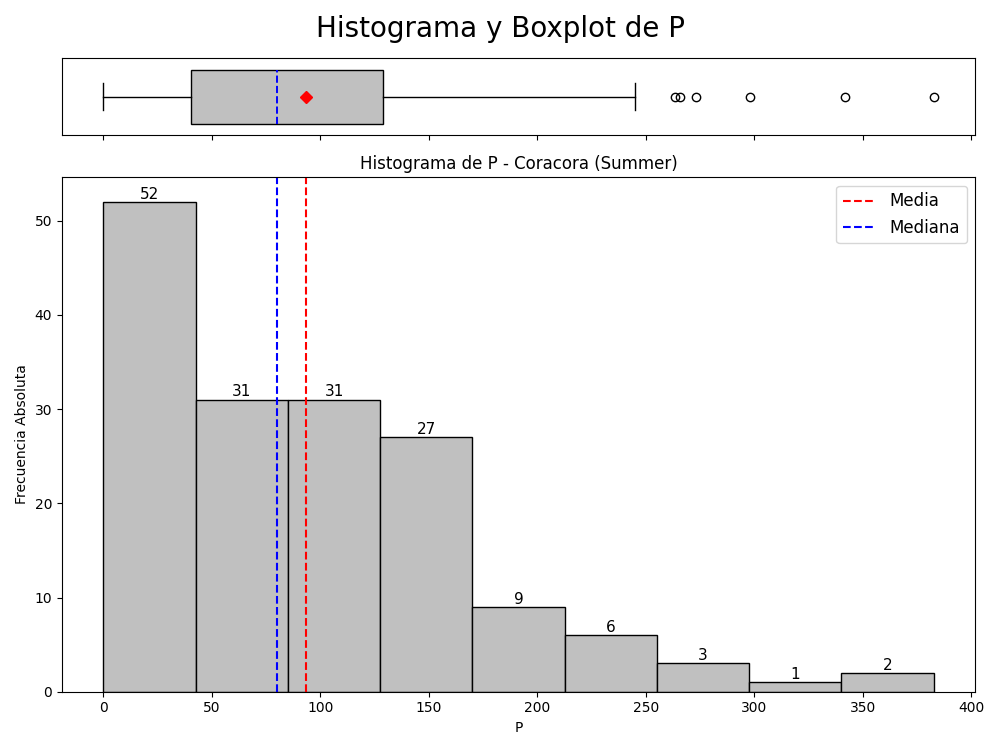 Histograma y Boxplot de P
Histograma de P - Coracora (Summer)
Media
Mediana
52
31
31
27
9
6
3
1
2
Frecuencia Absoluta
50
40
30
20
10
0
0 50 100 150 200 250 300 350 400
P